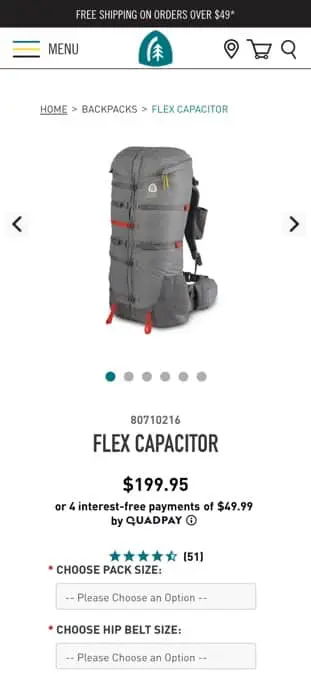 FREE SHIPPING ON ORDERS OVER $49*
MENU
HOME > BACKPACKS > FLEX CAPACITOR
80710216
FLEX CAPACITOR
$199.95
or 4 interest-free payments of $49.99
by QUADPAY ⓘ
(51)
* CHOOSE PACK SIZE:
-- Please Choose an Option --
* CHOOSE HIP BELT SIZE:
-- Please Choose an Option --